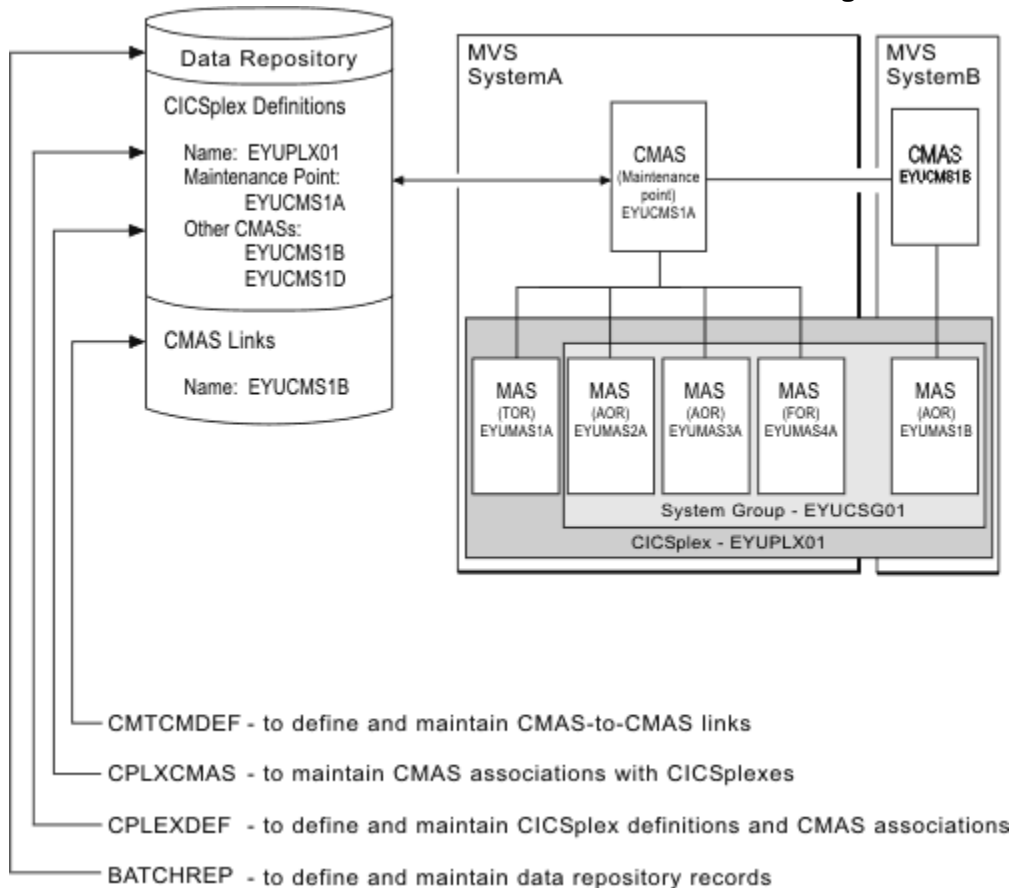 Data Repository
CICSplex Definitions
Name: EYUPLX01
Maintenance Point:
EYUCMS1A
Other CMASs:
EYUCMS1B
EYUCMS1D
CMAS Links
Name: EYUCMS1B
MVS
SystemA
CMAS
(Maintenance
point)
EYUCMS1A
MVS
SystemB
CMAS
EYUCMS1B
MAS
(TOR)
EYUMAS1A
MAS
(AOR)
EYUMAS2A
MAS
(AOR)
EYUMAS3A
MAS
(FOR)
EYUMAS4A
MAS
(AOR)
EYUMAS1B
System Group - EYUCSG01
CICSplex - EYUPLX01
CMTCMDEF - to define and maintain CMAS-to-CMAS links
CPLXCMAS - to maintain CMAS associations with CICSplexes
CPLEXDEF - to define and maintain CICSplex definitions and CMAS associations
BATCHREP - to define and maintain data repository records